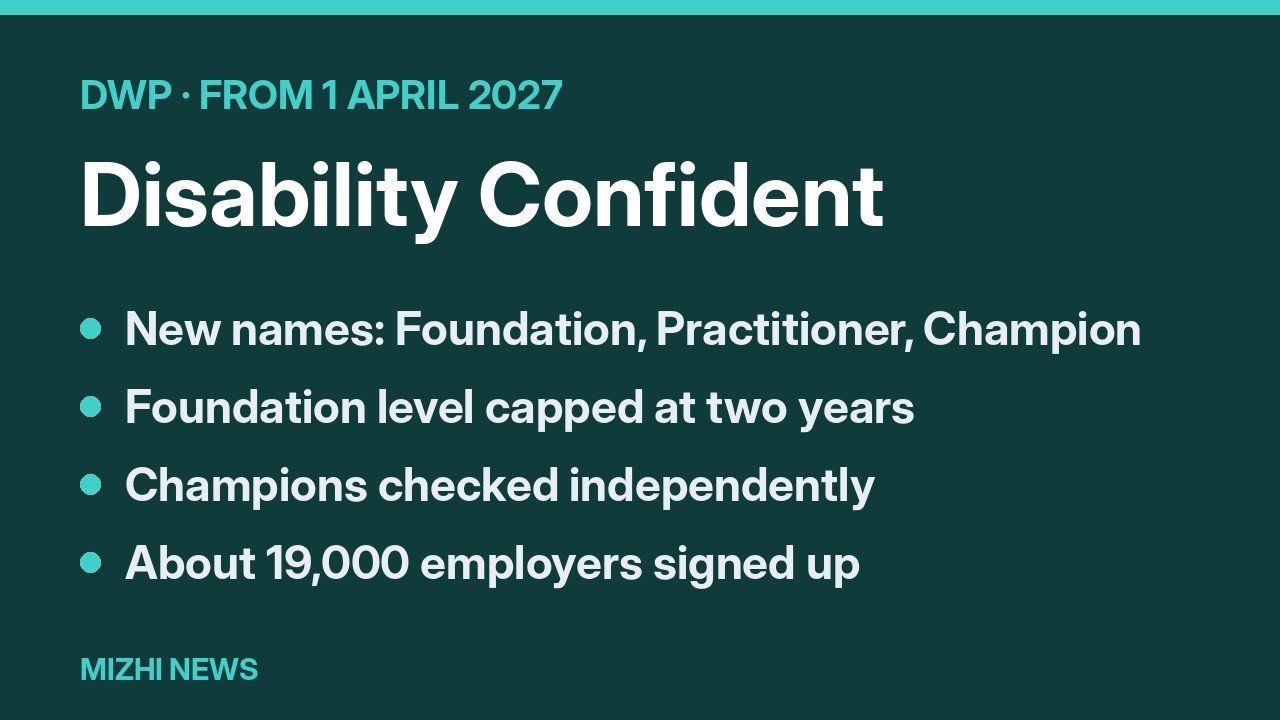 DWP · FROM 1 APRIL 2027
Disability Confident
New names: Foundation, Practitioner, Champion
Foundation level capped at two years
Champions checked independently
About 19,000 employers signed up
MIZHI NEWS